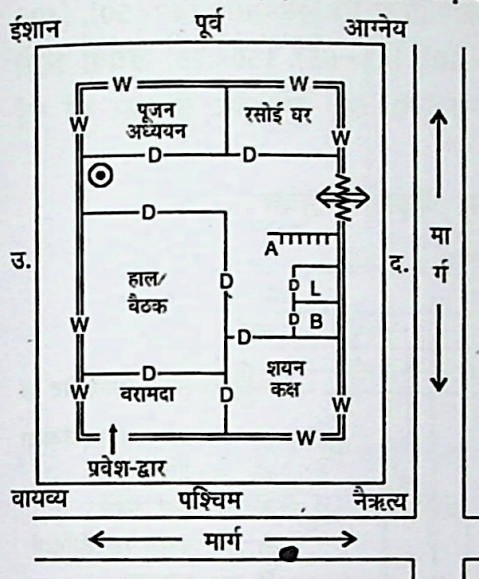 ईशान पूर्व आग्नेय
W W
पूजन
अध्ययन
रसोई घर
W W
D D
A
उ. द.
मा
र्ग
हाल/
बैठक
D
D
D L
D B
D
W
शयन
कक्ष
D
वरामदा
D
W W
W
प्रवेश-द्वार
वायव्य पश्चिम नैऋत्य
मार्ग